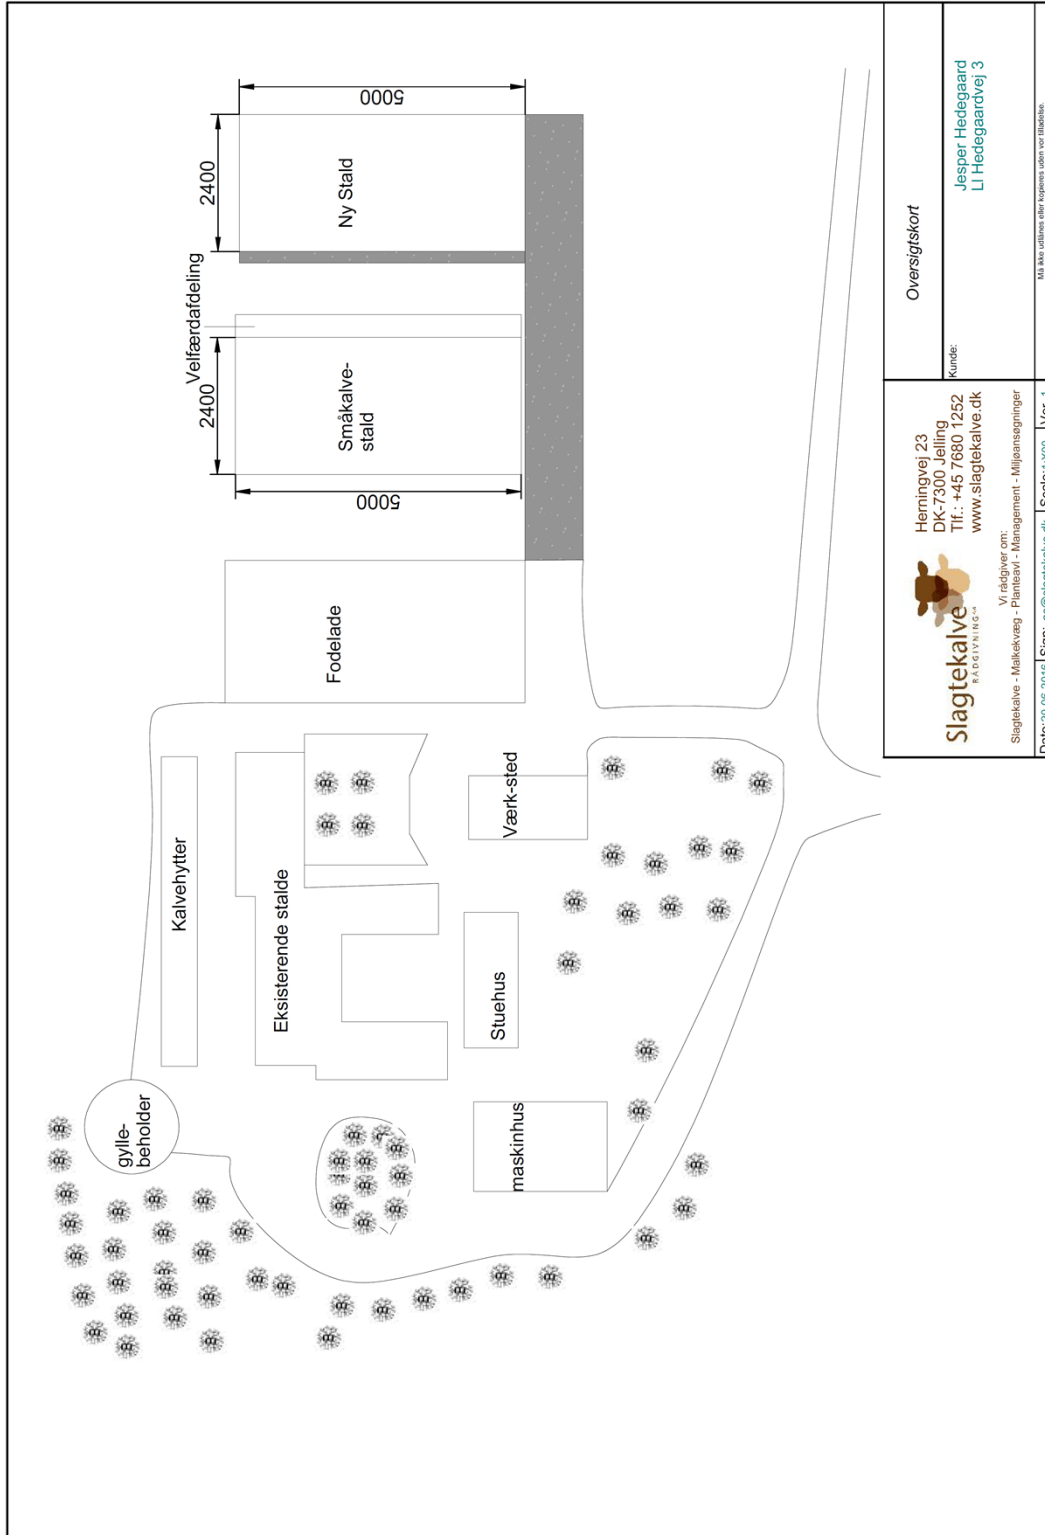 gylle-
beholder
Kalvehytter
Eksisterende stalde
maskinhus
Stuehus
Værk-sted
Fodelade
Småkalve-
stald
Velfærdafdeling
Ny Stald
2400
5000
2400
5000
Slagtekalve
RÅDGIVNING
Herningvej 23
DK-7300 Jelling
Tlf.: +45 7680 1252
www.slagtekalve.dk
Vi rådgiver om:
Slagtekalve - Malkekvæg - Planteavl - Management - Miljøansøgninger
Oversigtskort
Kunde:
Jesper Hedegaard
Ll Hedegaardvej 3
Må ikke udlånes eller kopieres uden vor tilladelse.